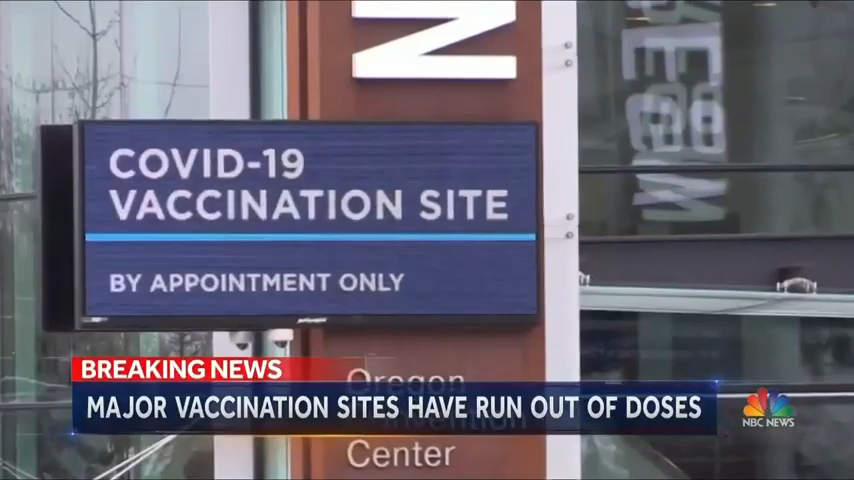 COVID-19
VACCINATION SITE
BY APPOINTMENT ONLY
BREAKING NEWS
Oregon
MAJOR VACCINATION SITES HAVE RUN OUT OF DOSES
NBC NEWS
Center